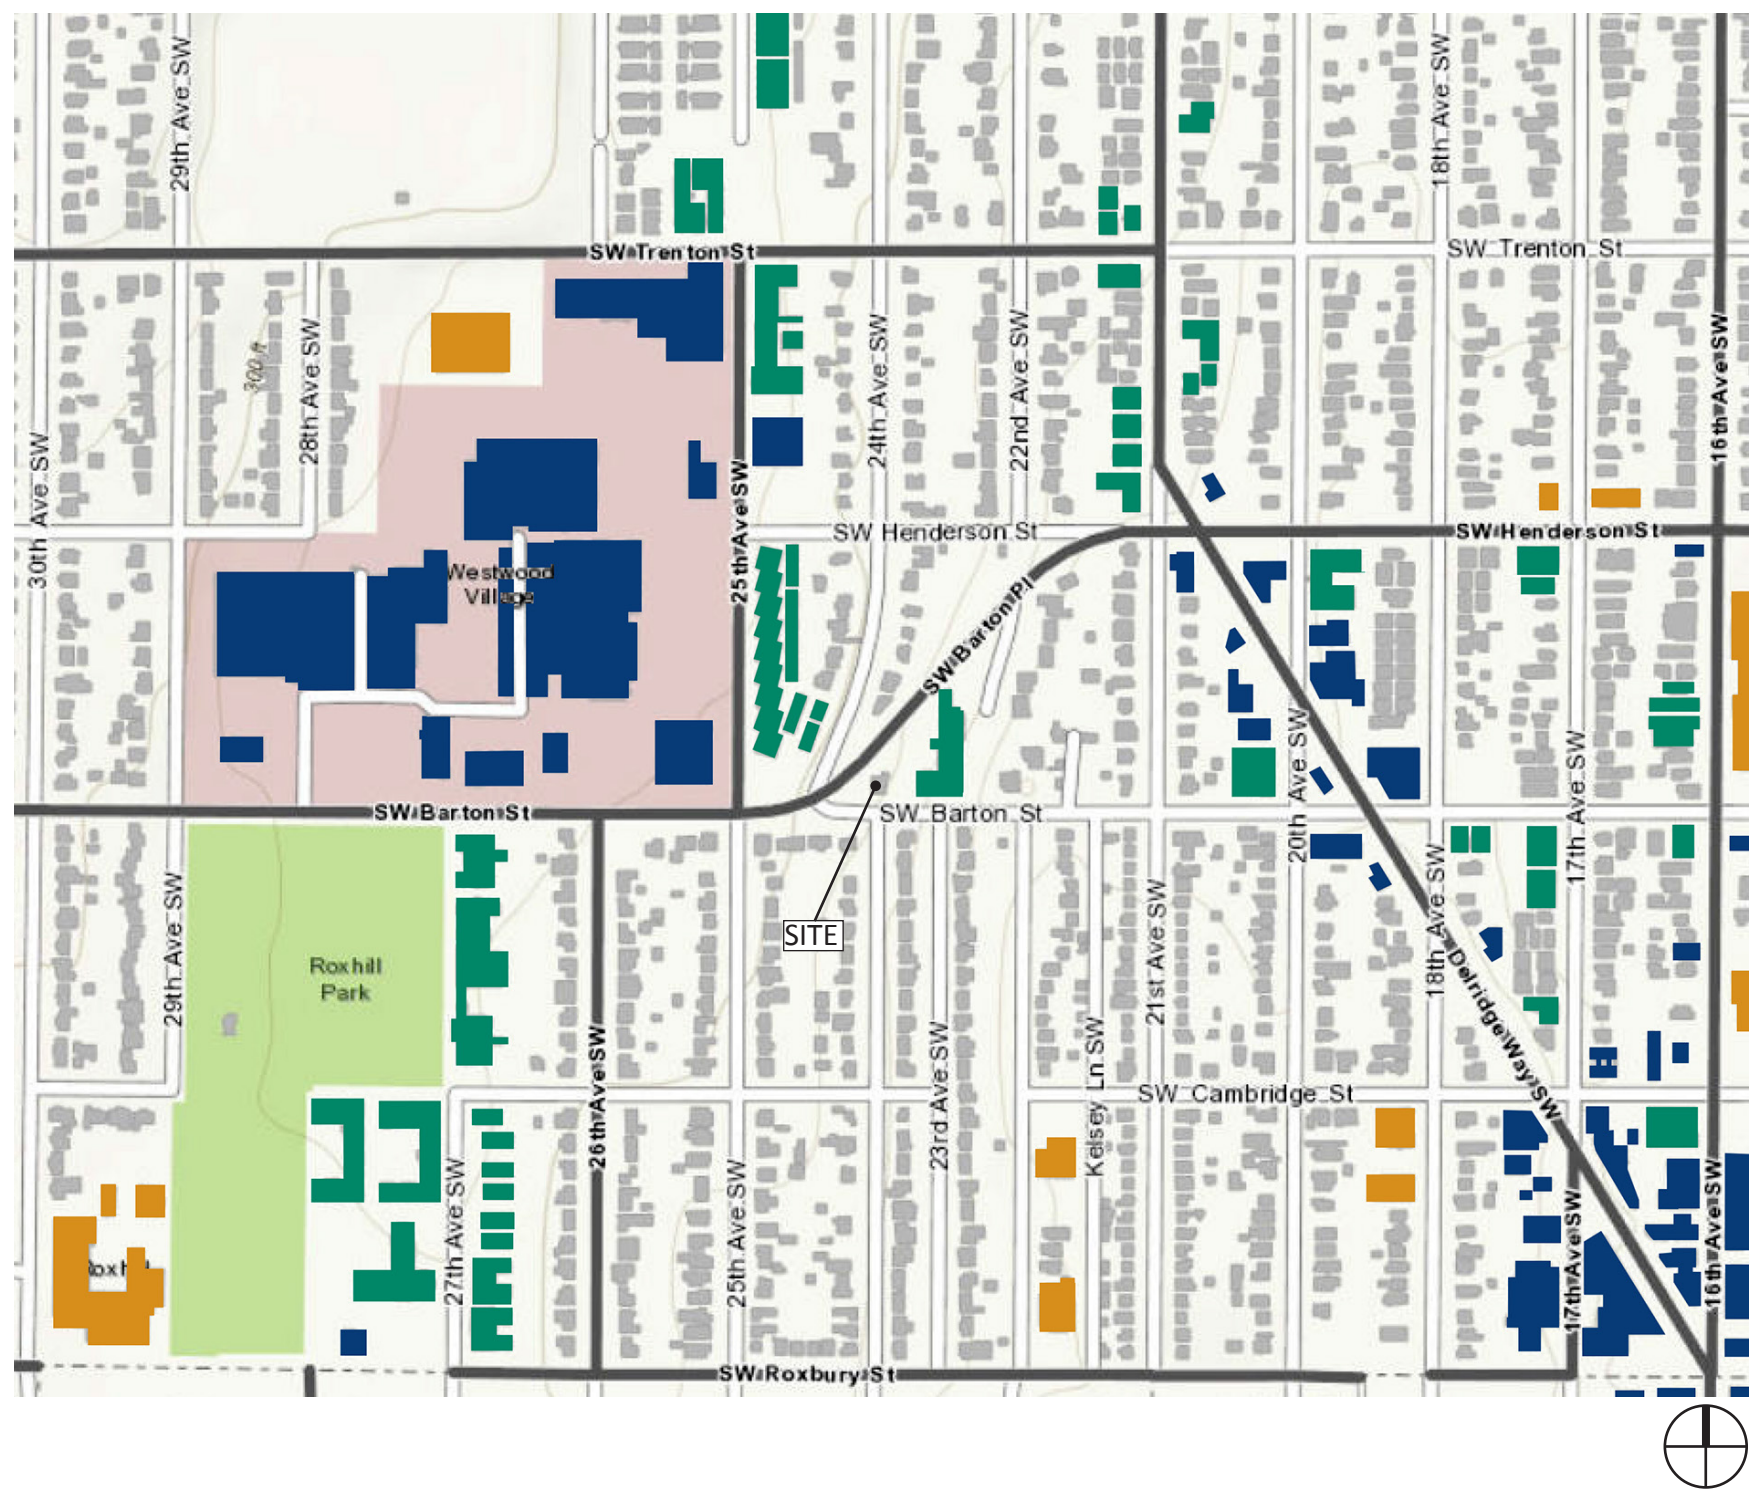 29th Ave SW
18th Ave SW
SW Trenton St
SW Trenton St
300 ft
28th Ave SW
24th Ave SW
22nd Ave SW
16th Ave SW
30th Ave SW
25th Ave SW
SW Henderson St
SW Henderson St
Westwood
Village
SW Barton Pl
20th Ave SW
17th Ave SW
SW Barton St
SW Barton St
29th Ave SW
21st Ave SW
18th Ave SW
SITE
Roxhill
Park
Delridge Way SW
26th Ave SW
23rd Ave SW
Kelsey Ln SW
SW Cambridge St
27th Ave SW
25th Ave SW
17th Ave SW
16th Ave SW
SW Roxbury St